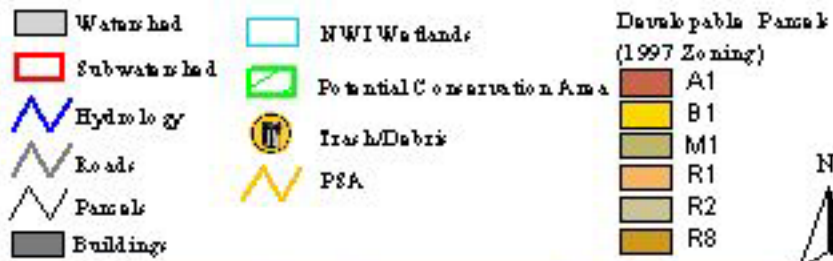 Watershed
Subwatershed
Hydrology
Roads
Parcels
Buildings
NWI Wetlands
Potential Conservation Area
Trash/Debris
PSA
Developable Parcels
(1997 Zoning)
A1
B1
M1
R1
R2
R8
N